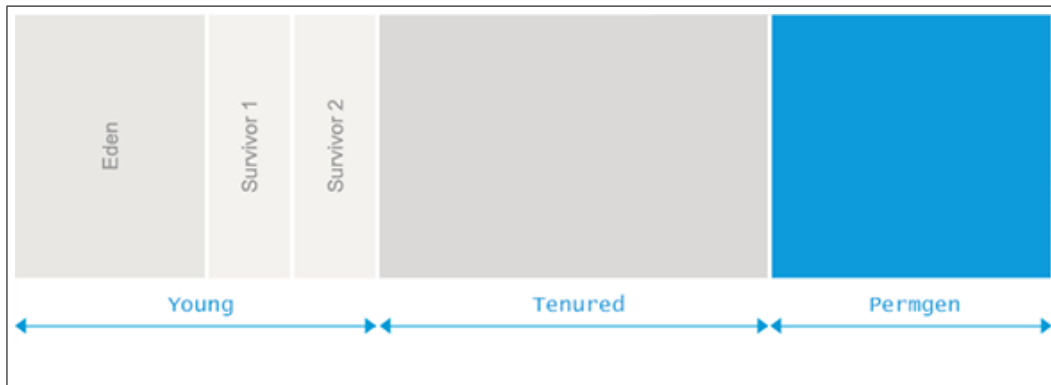 Eden
Survivor 1
Survivor 2
Young
Tenured
Permgen